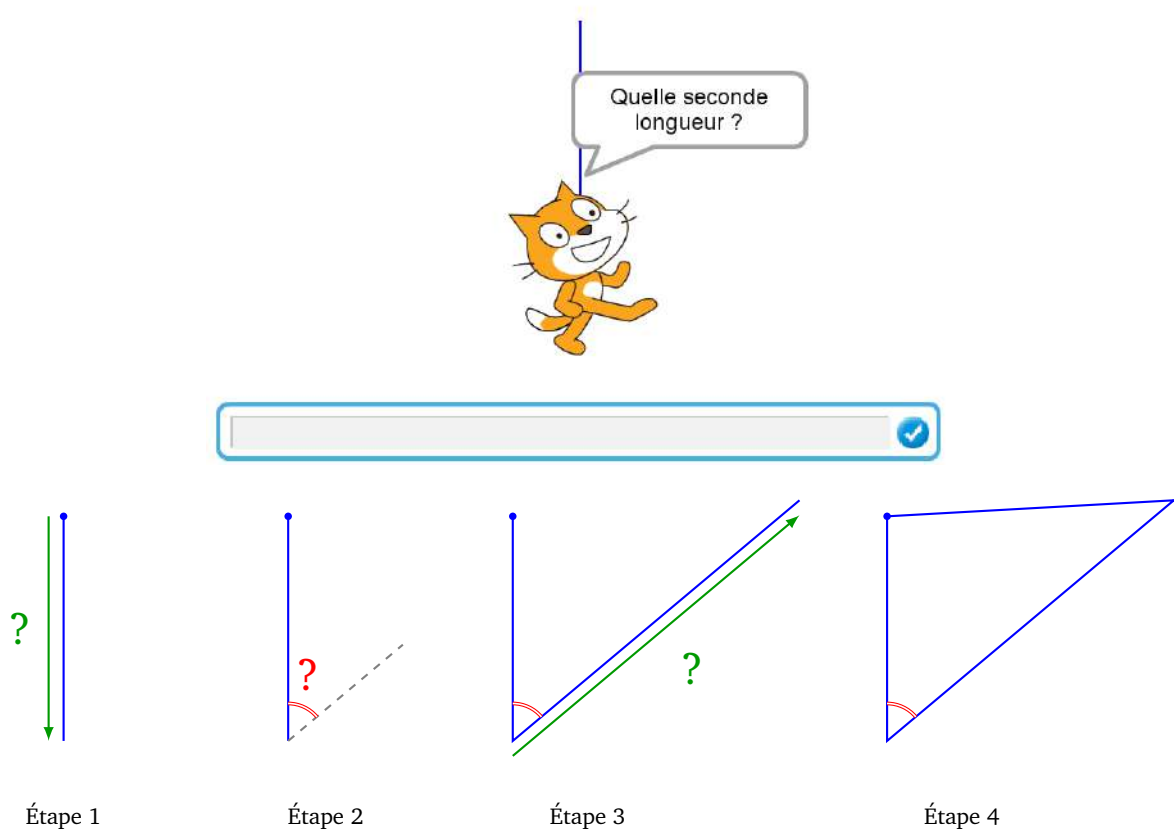 Quelle seconde
longueur ?
?
?
?
Étape 1
Étape 2
Étape 3
Étape 4